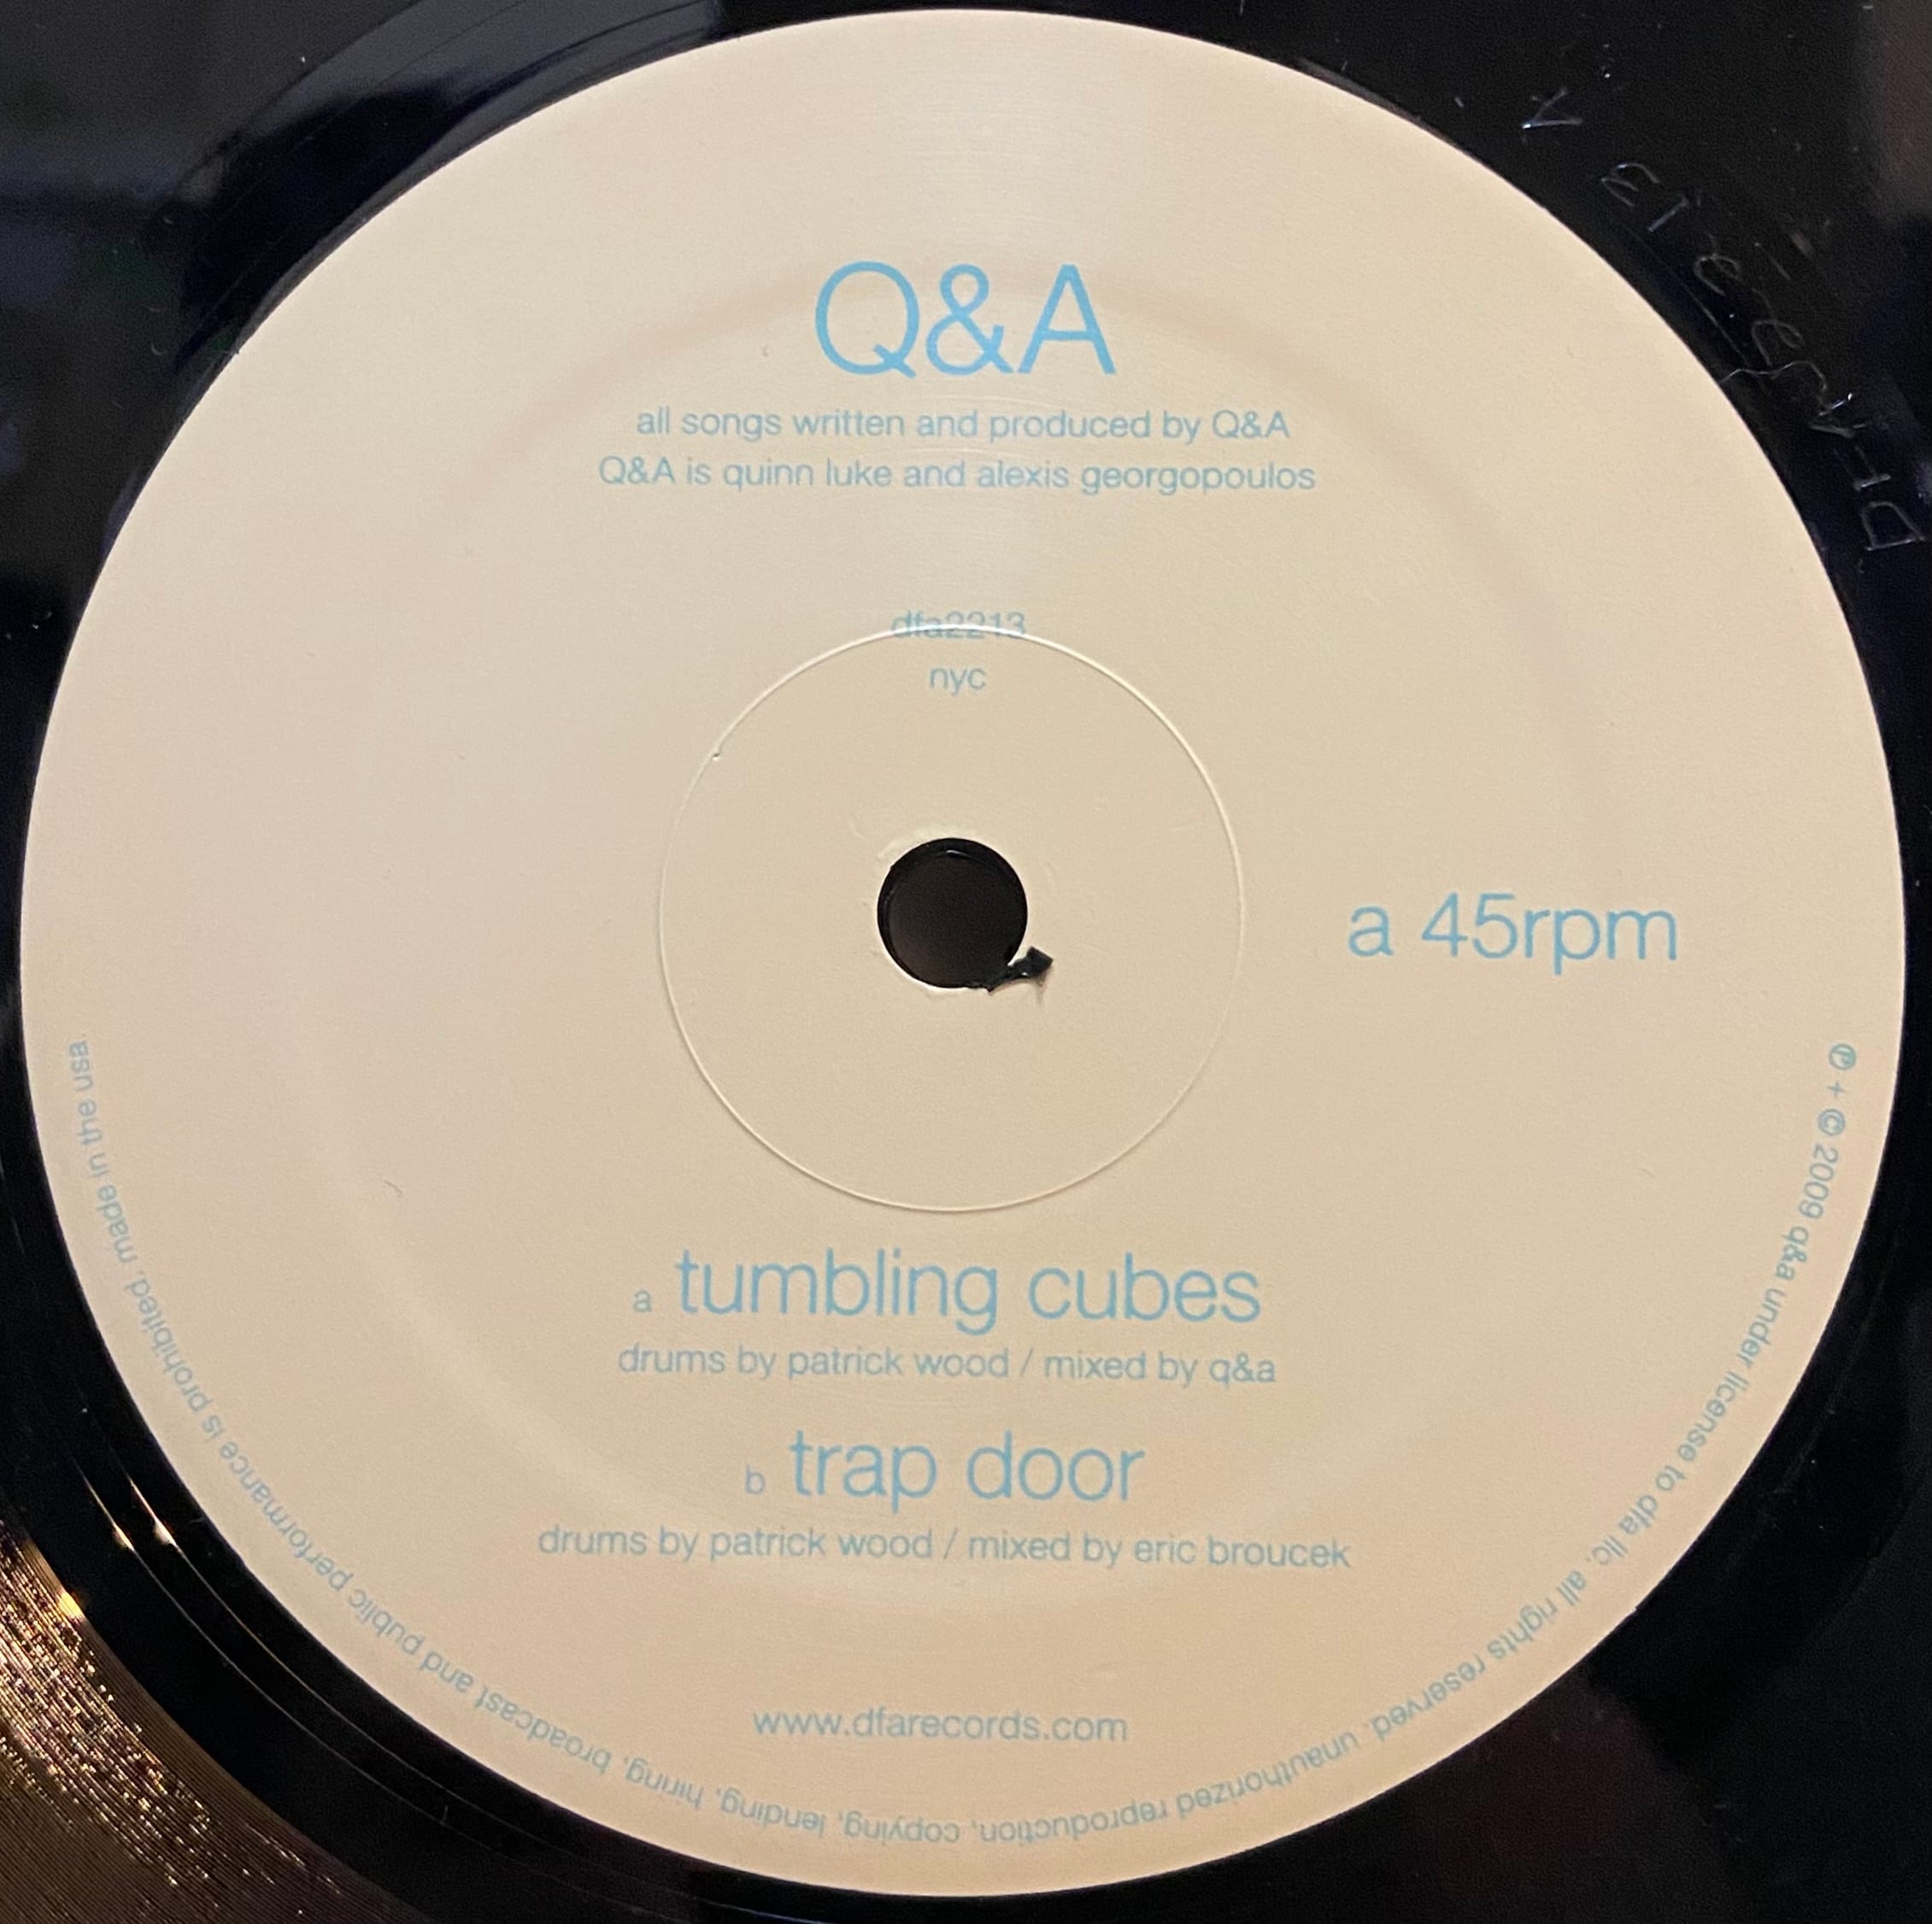 Q&A
all songs written and produced by Q&A
Q&A is quinn luke and alexis georgopoulos
dfa2213
nyc
a 45rpm
a tumbling cubes
drums by patrick wood / mixed by q&a
b trap door
drums by patrick wood / mixed by eric broucek
www.dfarecords.com
℗ + © 2009 q&a under license to dfa llc. all rights reserved. unauthorized reproduction, copying, lending, hiring, broadcast and public performance is prohibited. made in the usa